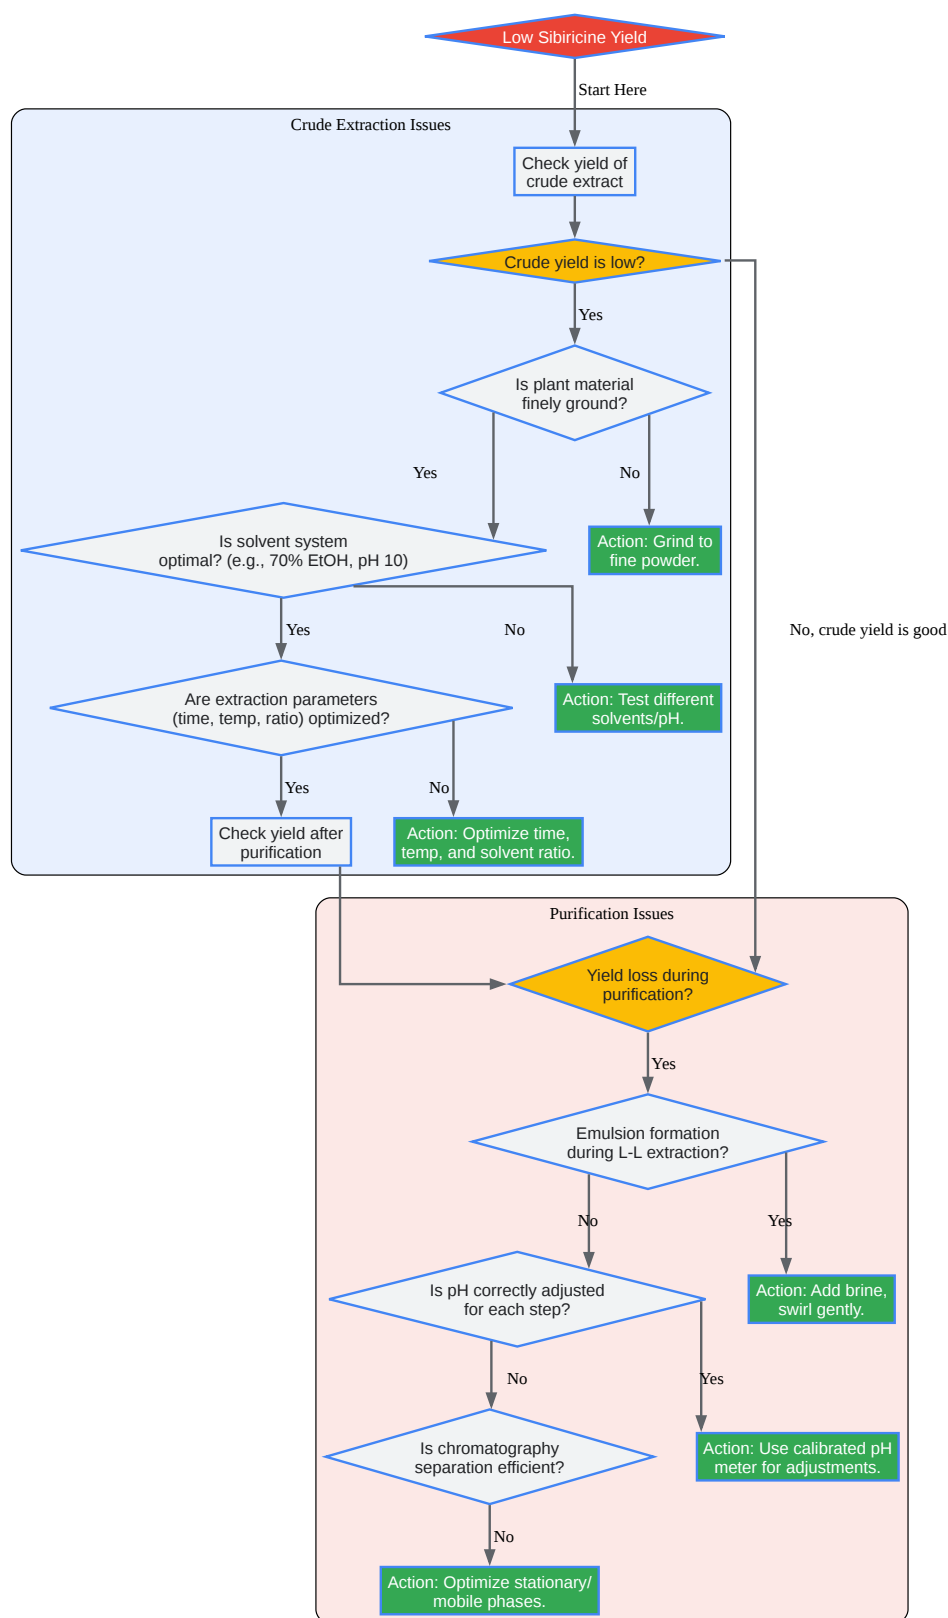 Low Sibiricine Yield
Start Here
Crude Extraction Issues
Check yield of
crude extract
Crude yield is low?
Yes
Is plant material
finely ground?
Yes
No
Is solvent system
optimal? (e.g., 70% EtOH, pH 10)
Action: Grind to
fine powder.
Yes
No
No, crude yield is good
Are extraction parameters
(time, temp, ratio) optimized?
Action: Test different
solvents/pH.
Yes
No
Check yield after
purification
Action: Optimize time,
temp, and solvent ratio.
Purification Issues
Yield loss during
purification?
Yes
Emulsion formation
during L-L extraction?
No
Yes
Is pH correctly adjusted
for each step?
Action: Add brine,
swirl gently.
No
Yes
Is chromatography
separation efficient?
Action: Use calibrated pH
meter for adjustments.
No
Action: Optimize stationary/
mobile phases.